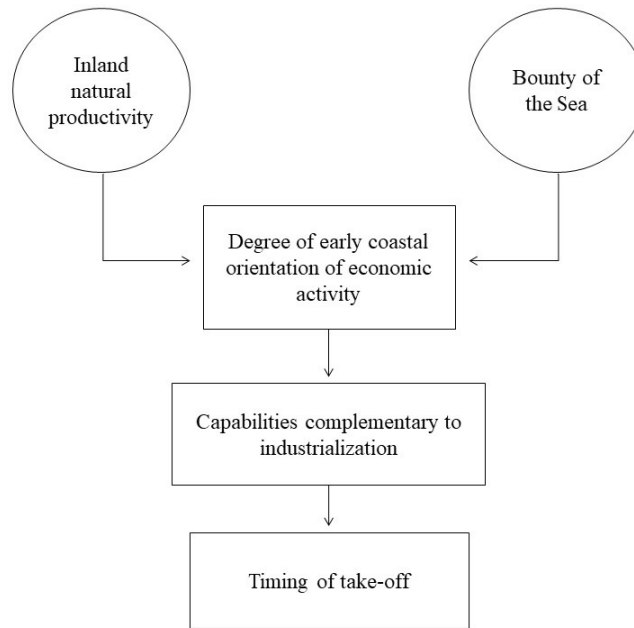 Inland
natural
productivity
Bounty of
the Sea
Degree of early coastal
orientation of economic
activity
Capabilities complementary to
industrialization
Timing of take-off